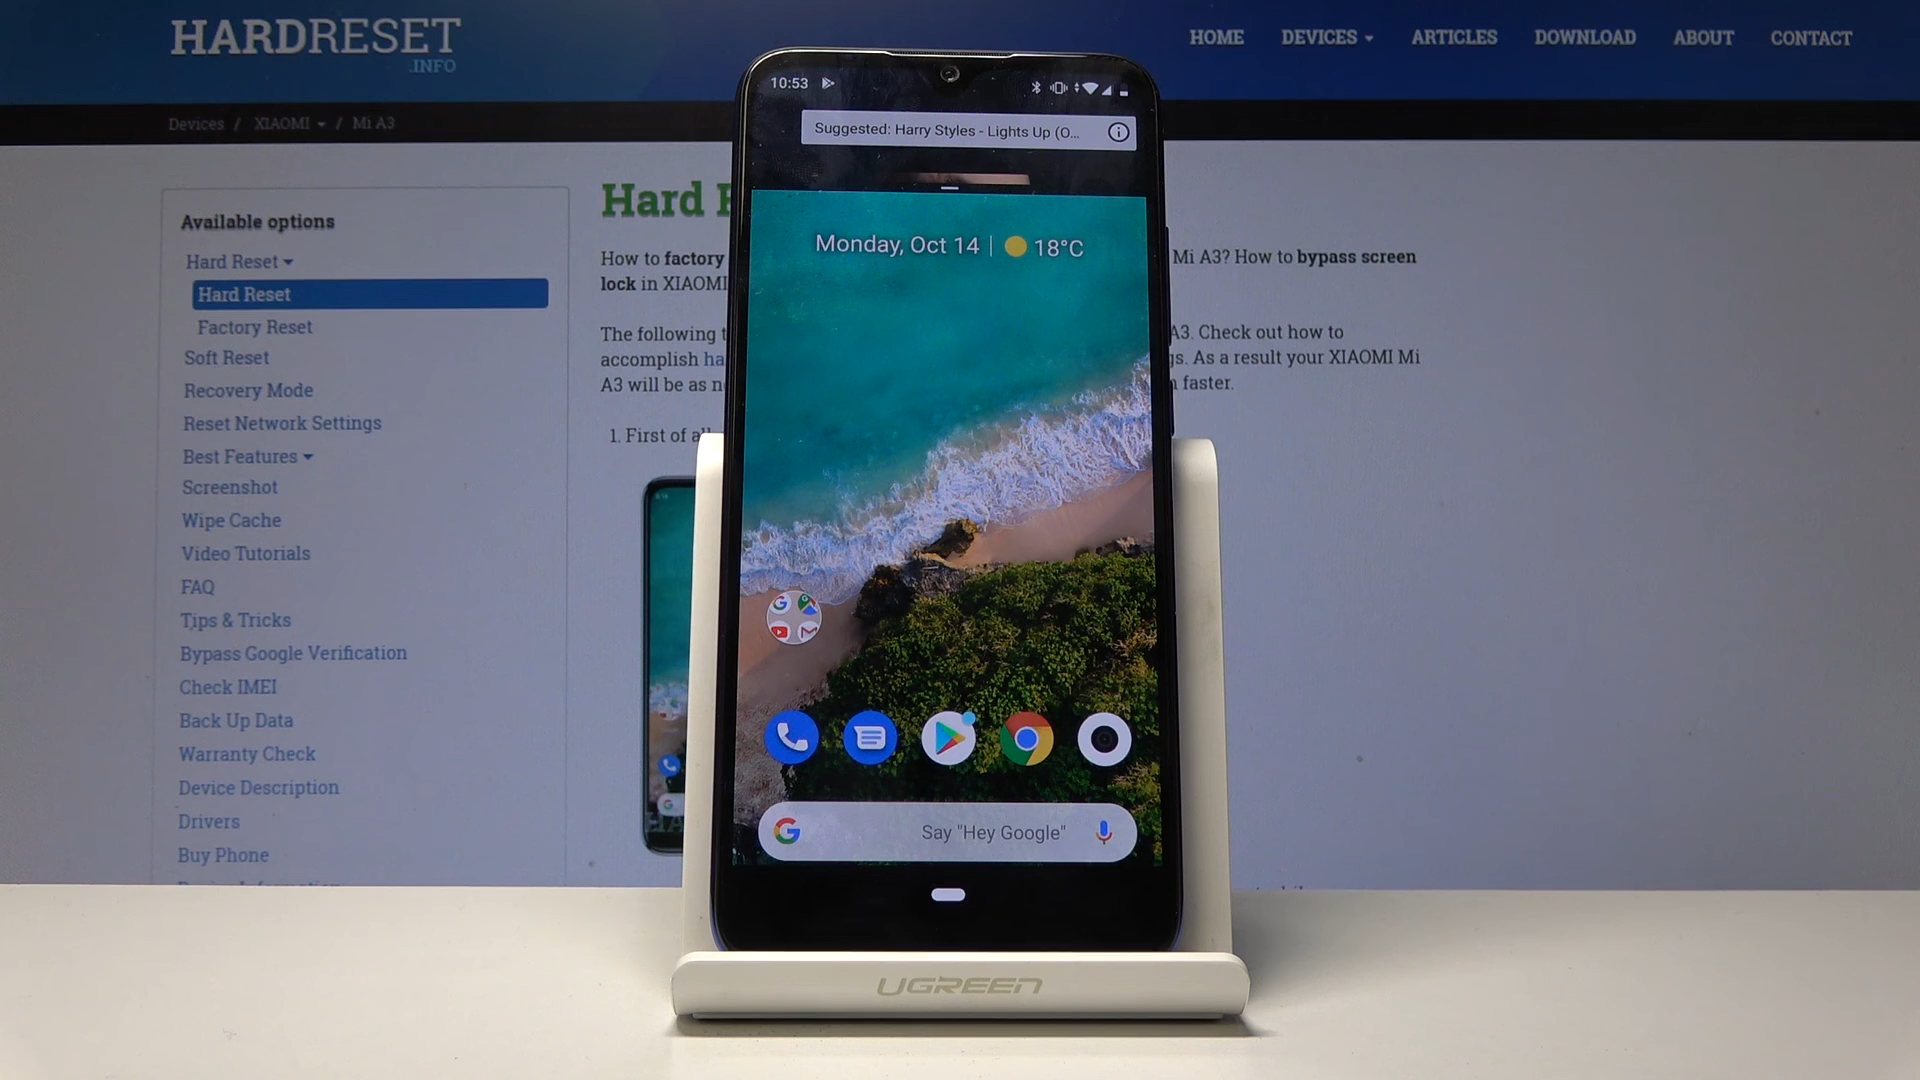 HARDRESET
.INFO
HOME DEVICES ARTICLES DOWNLOAD ABOUT CONTACT
Devices / XIAOMI / Mi A3
Available options
Hard Reset
Hard Reset
Factory Reset
Soft Reset
Recovery Mode
Reset Network Settings
Best Features
Screenshot
Wipe Cache
Video Tutorials
FAQ
Tips & Tricks
Bypass Google Verification
Check IMEI
Back Up Data
Warranty Check
Device Description
Drivers
Buy Phone
Hard
How to factory Mi A3? How to bypass screen
lock in XIAOMI
The following A3. Check out how to
accomplish As a result your XIAOMI Mi
A3 will be as faster.
1. First of all
10:53
Suggested: Harry Styles - Lights Up (O...
Monday, Oct 14 | 18°C
Say "Hey Google"
UGREEN